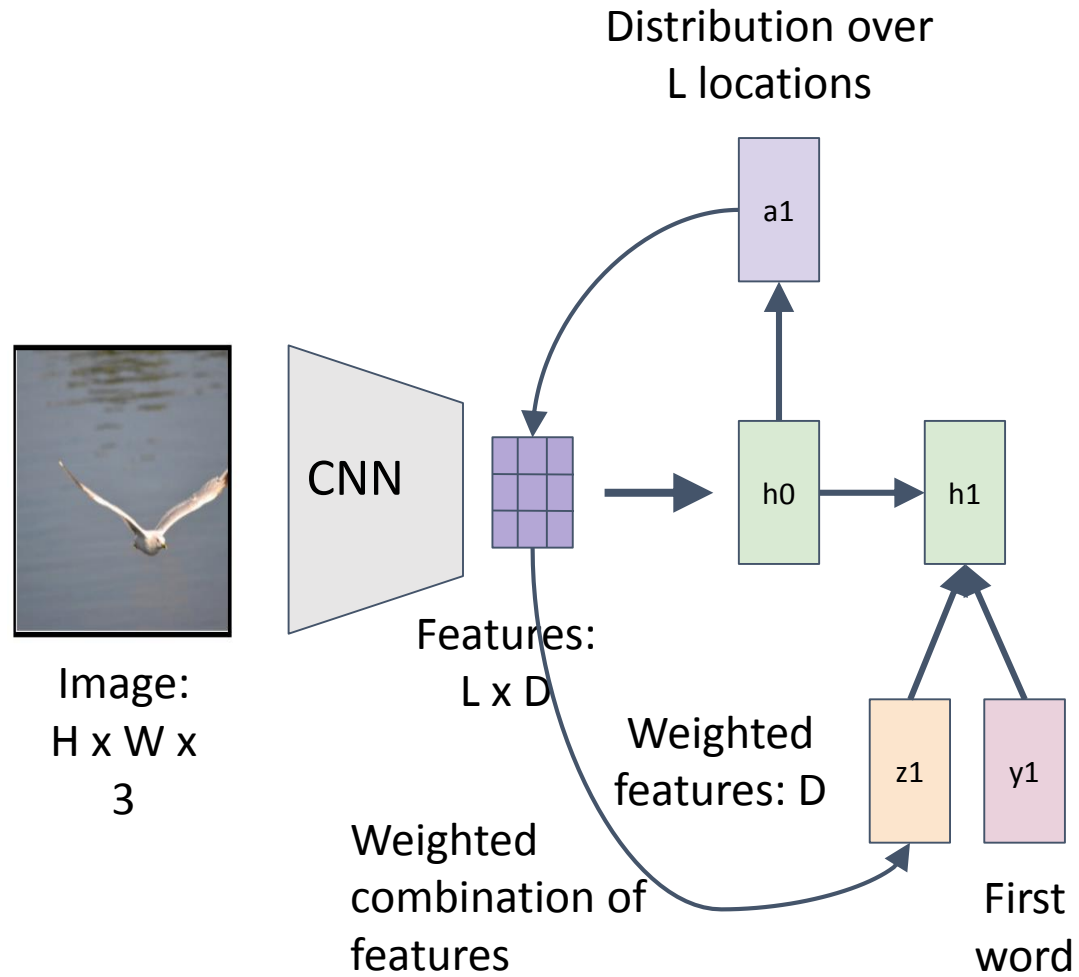 Distribution over
L locations
a1
CNN
h0
h1
Features:
L x D
Image:
H x W x
3
Weighted
features: D
z1
y1
Weighted
combination of
features
First
word